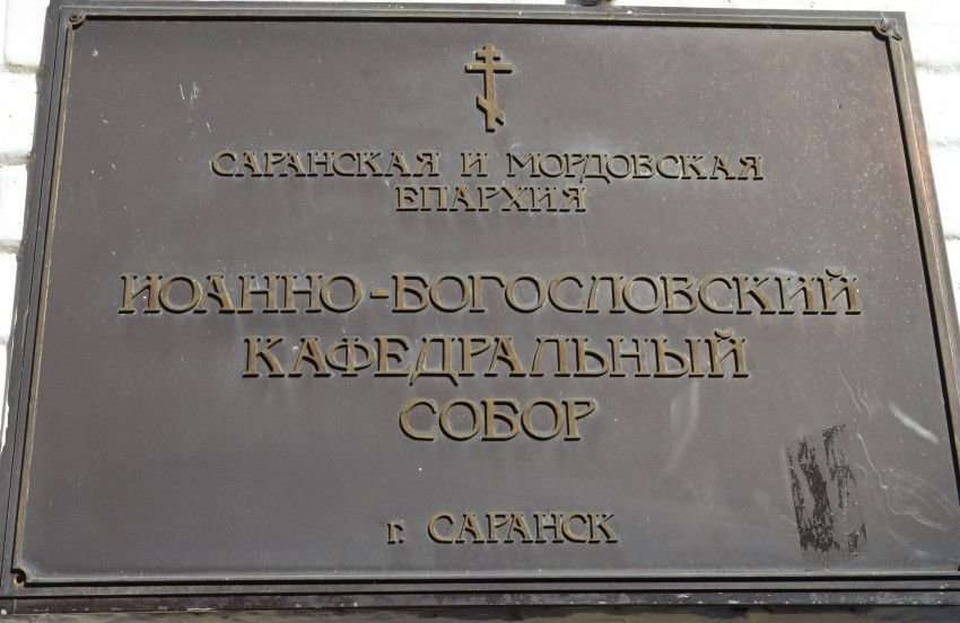 САРАНСКАЯ И МОРДОВСКАЯ
ЕПАРХИЯ
ИОАННО-БОГОСЛОВСКИЙ
КАФЕДРАЛЬНЫЙ
СОБОР
г. САРАНСК